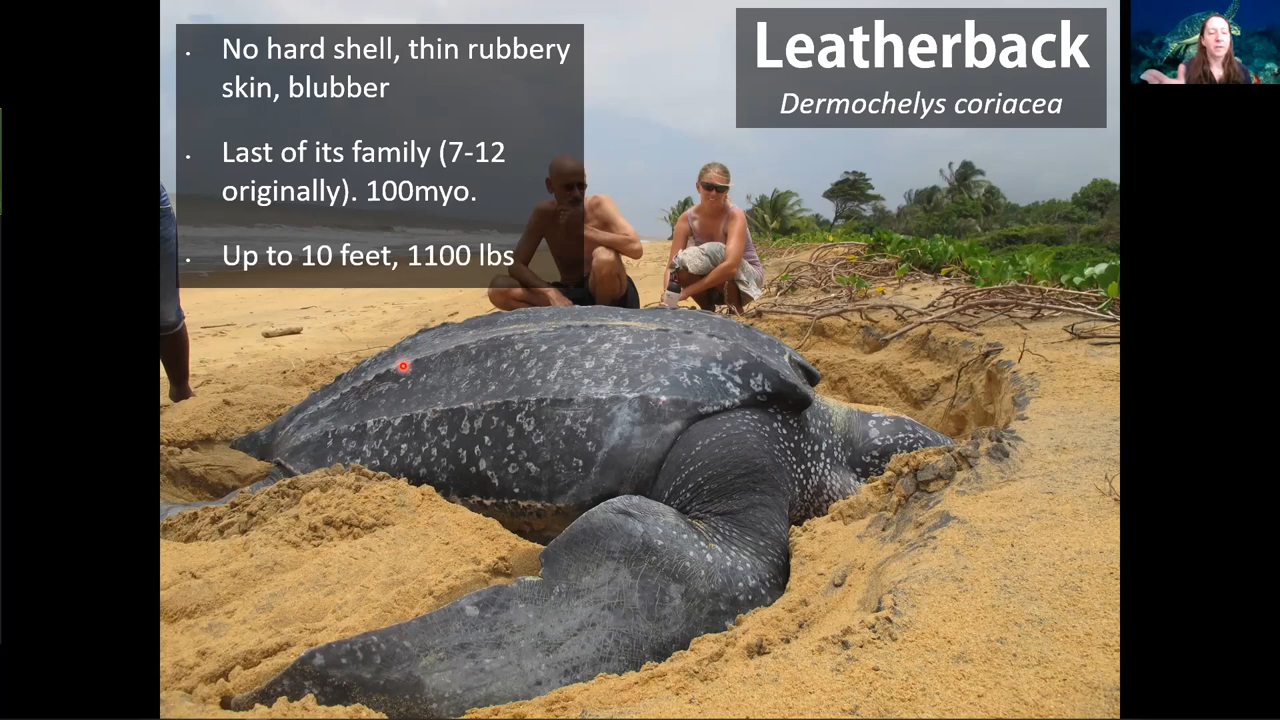 Leatherback
Dermochelys coriacea
· No hard shell, thin rubbery
skin, blubber
· Last of its family (7-12
originally). 100myo.
· Up to 10 feet, 1100 lbs